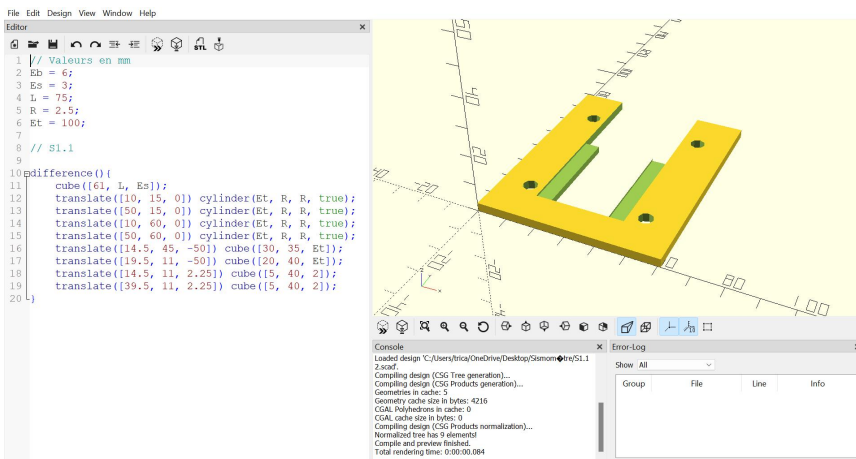 File Edit Design View Window Help
Editor
STL
1 // Valeurs en mm
2 Eb = 6;
3 Es = 3;
4 L = 75;
5 R = 2.5;
6 Et = 100;
7
8 // S1.1
9
10 difference(){
11 cube([61, L, Es]);
12 translate([10, 15, 0]) cylinder(Et, R, R, true);
13 translate([50, 15, 0]) cylinder(Et, R, R, true);
14 translate([10, 60, 0]) cylinder(Et, R, R, true);
15 translate([50, 60, 0]) cylinder(Et, R, R, true);
16 translate([14.5, 45, -50]) cube([30, 35, Et]);
17 translate([19.5, 11, -50]) cube([20, 40, Et]);
18 translate([14.5, 11, 2.25]) cube([5, 40, 2]);
19 translate([39.5, 11, 2.25]) cube([5, 40, 2]);
20 }
80
100
Console
Loaded design 'C:/Users/trica/OneDrive/Desktop/Sismom�tre/S1.1
2.scad'.
Compiling design (CSG Tree generation)...
Compiling design (CSG Products generation)...
Geometries in cache: 5
Geometry cache size in bytes: 4216
CGAL Polyhedrons in cache: 0
CGAL cache size in bytes: 0
Compiling design (CSG Products normalization)...
Normalized tree has 9 elements!
Compile and preview finished.
Total rendering time: 0:00:00.084
Error-Log
Show All
Group File Line Info